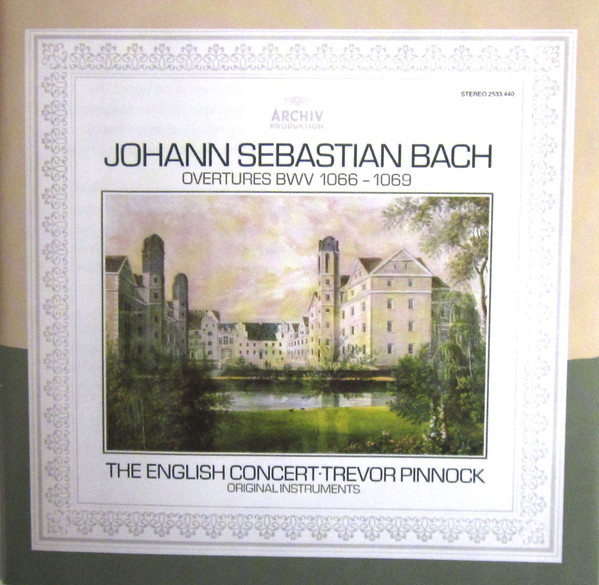 STEREO 2533 440
ARCHIV
PRODUKTION
JOHANN SEBASTIAN BACH
OVERTURES BWV 1066–1069
THE ENGLISH CONCERT·TREVOR PINNOCK
ORIGINAL INSTRUMENTS